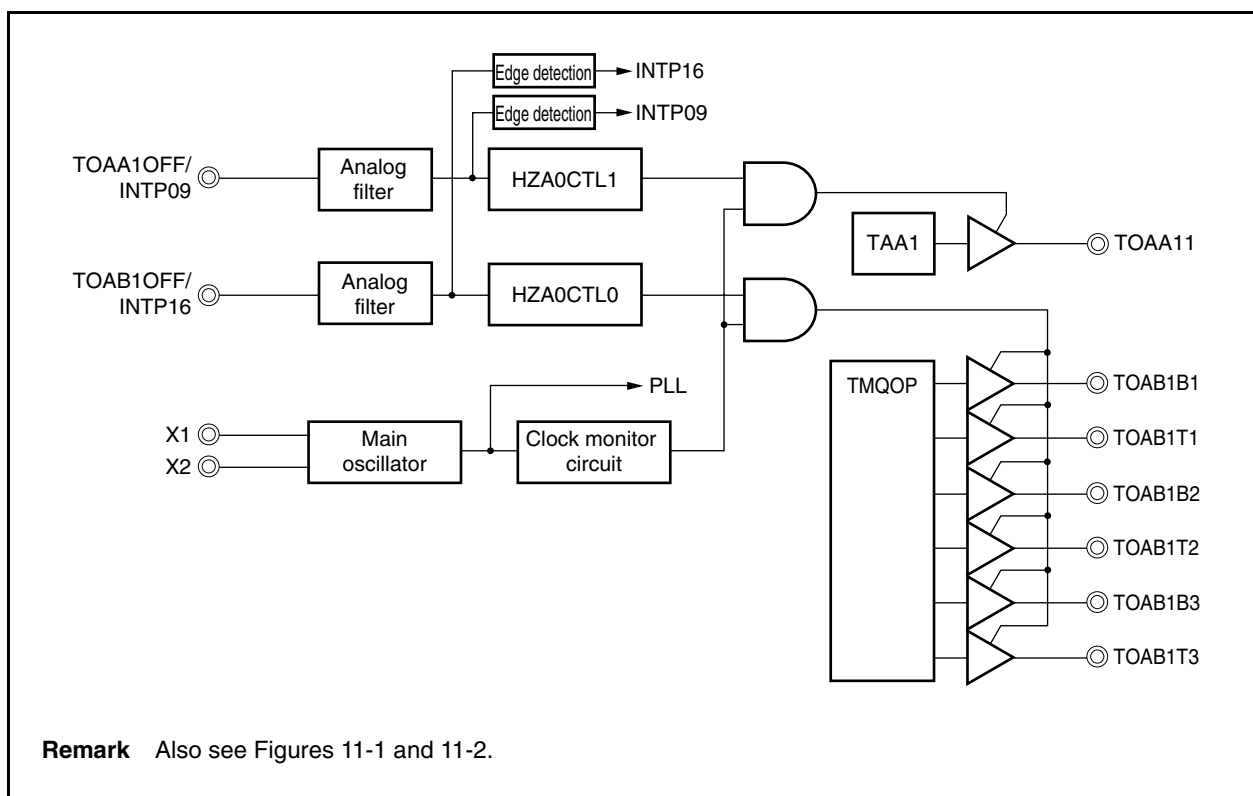 Edge detection
INTP16
Edge detection
INTP09
TOAA1OFF/
INTP09
Analog
filter
HZA0CTL1
TAA1
TOAA11
TOAB1OFF/
INTP16
Analog
filter
HZA0CTL0
TMQOP
TOAB1B1
PLL
X1
X2
Main
oscillator
Clock monitor
circuit
TOAB1T1
TOAB1B2
TOAB1T2
TOAB1B3
TOAB1T3
Remark Also see Figures 11-1 and 11-2.